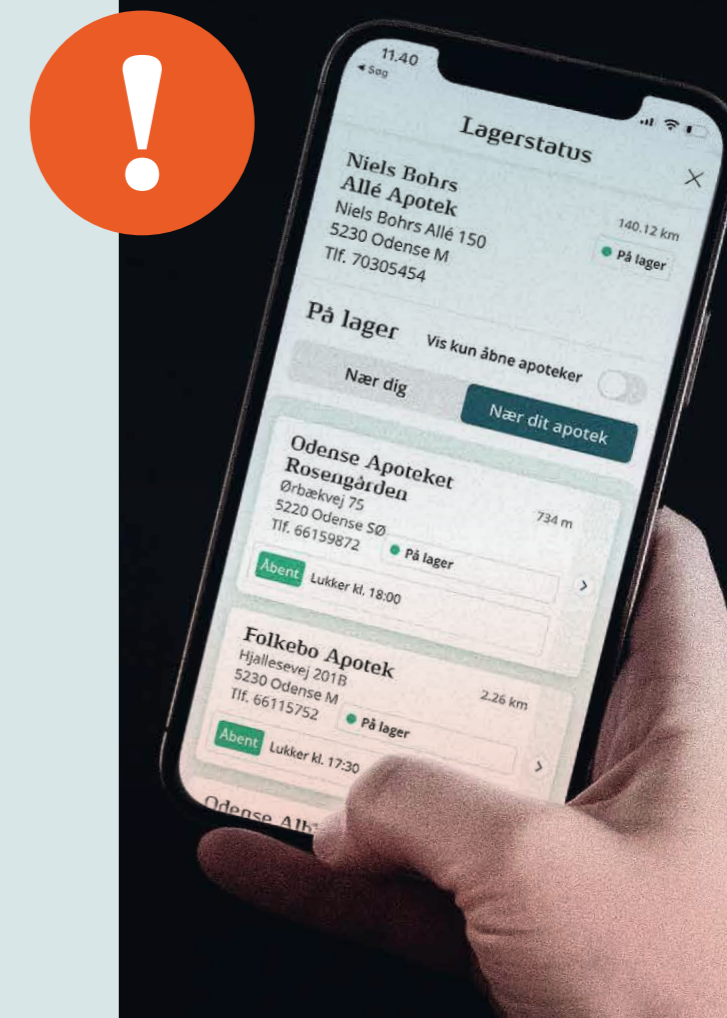 !
11.40
◀ Søg
Lagerstatus
Niels Bohrs
Allé Apotek
Niels Bohrs Allé 150
5230 Odense M
Tlf. 70305454
140.12 km
På lager
På lager
Vis kun åbne apoteker
Nær dig
Nær dit apotek
Odense Apoteket
Rosengården
Ørbækvej 75
5220 Odense SØ
Tlf. 66159872
734 m
På lager
Åbent Lukker kl. 18:00
Folkebo Apotek
Hjallesevej 201B
5230 Odense M
Tlf. 66115752
2.26 km
På lager
Åbent Lukker kl. 17:30
Odense